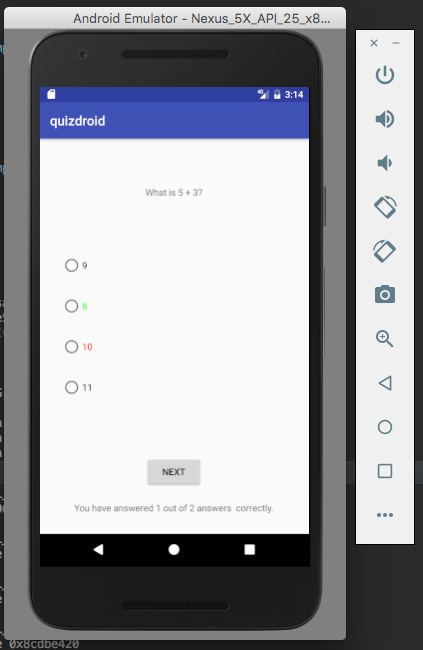 Android Emulator - Nexus_5X_API_25_x8...
3:14
quizdroid
What is 5 + 3?
9
8
10
11
NEXT
You have answered 1 out of 2 answers  correctly.
0x8cdbe420